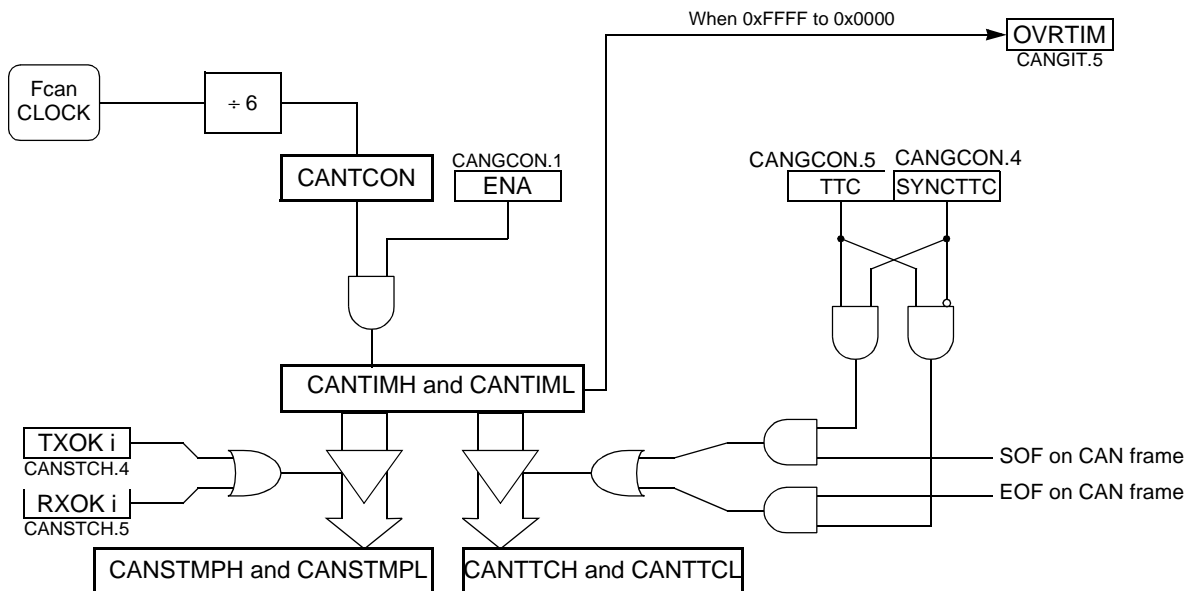 When 0xFFFF to 0x0000
OVRTIM
CANGIT.5
Fcan
CLOCK
÷ 6
CANTCON
CANGCON.1
ENA
CANGCON.5
CANGCON.4
TTC
SYNCTTC
CANTIMH and CANTIML
TXOK i
CANSTCH.4
RXOK i
CANSTCH.5
SOF on CAN frame
EOF on CAN frame
CANSTMPH and CANSTMPL
CANTTCH and CANTTCL